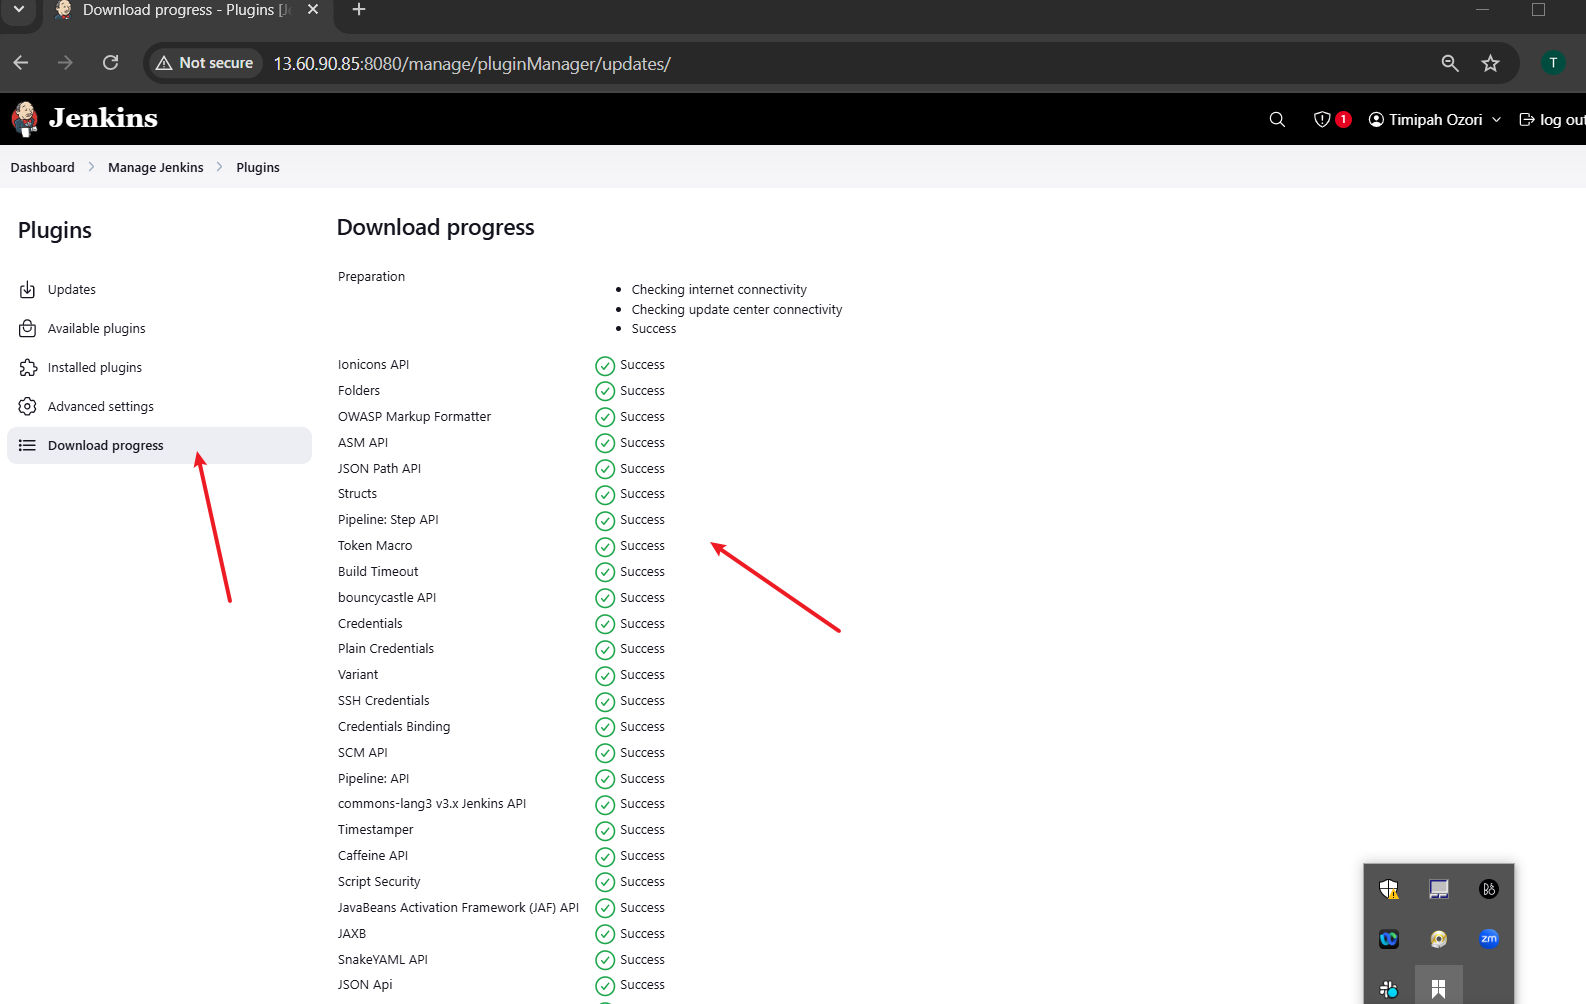 Download progress - Plugins [Je
Not secure
13.60.90.85:8080/manage/pluginManager/updates/
T
Jenkins
1
Timipah Ozori
log out
Dashboard
Manage Jenkins
Plugins
Plugins
Updates
Available plugins
Installed plugins
Advanced settings
Download progress
Download progress
Preparation
Checking internet connectivity
Checking update center connectivity
Success
Ionicons API Success
Folders Success
OWASP Markup Formatter Success
ASM API Success
JSON Path API Success
Structs Success
Pipeline: Step API Success
Token Macro Success
Build Timeout Success
bouncycastle API Success
Credentials Success
Plain Credentials Success
Variant Success
SSH Credentials Success
Credentials Binding Success
SCM API Success
Pipeline: API Success
commons-lang3 v3.x Jenkins API Success
Timestamper Success
Caffeine API Success
Script Security Success
JavaBeans Activation Framework (JAF) API Success
JAXB Success
SnakeYAML API Success
JSON Api Success
zm